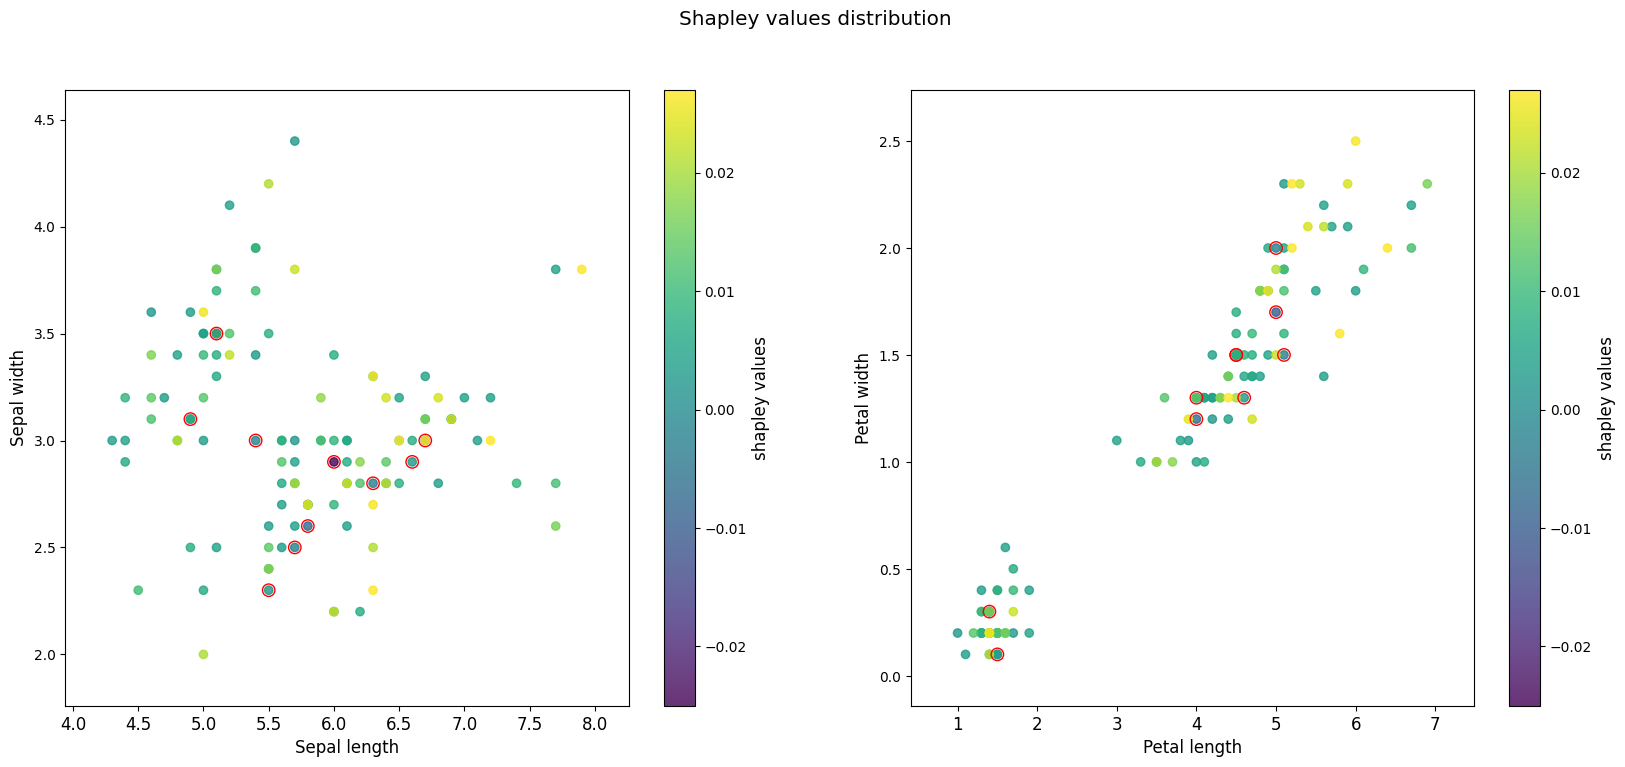 Shapley values distribution
4.5
4.0
3.5
3.0
2.5
2.0
Sepal width
4.0 4.5 5.0 5.5 6.0 6.5 7.0 7.5 8.0
Sepal length
0.02
0.01
0.00
−0.01
−0.02
shapley values
2.5
2.0
1.5
1.0
0.5
0.0
Petal width
1 2 3 4 5 6 7
Petal length
0.02
0.01
0.00
−0.01
−0.02
shapley values